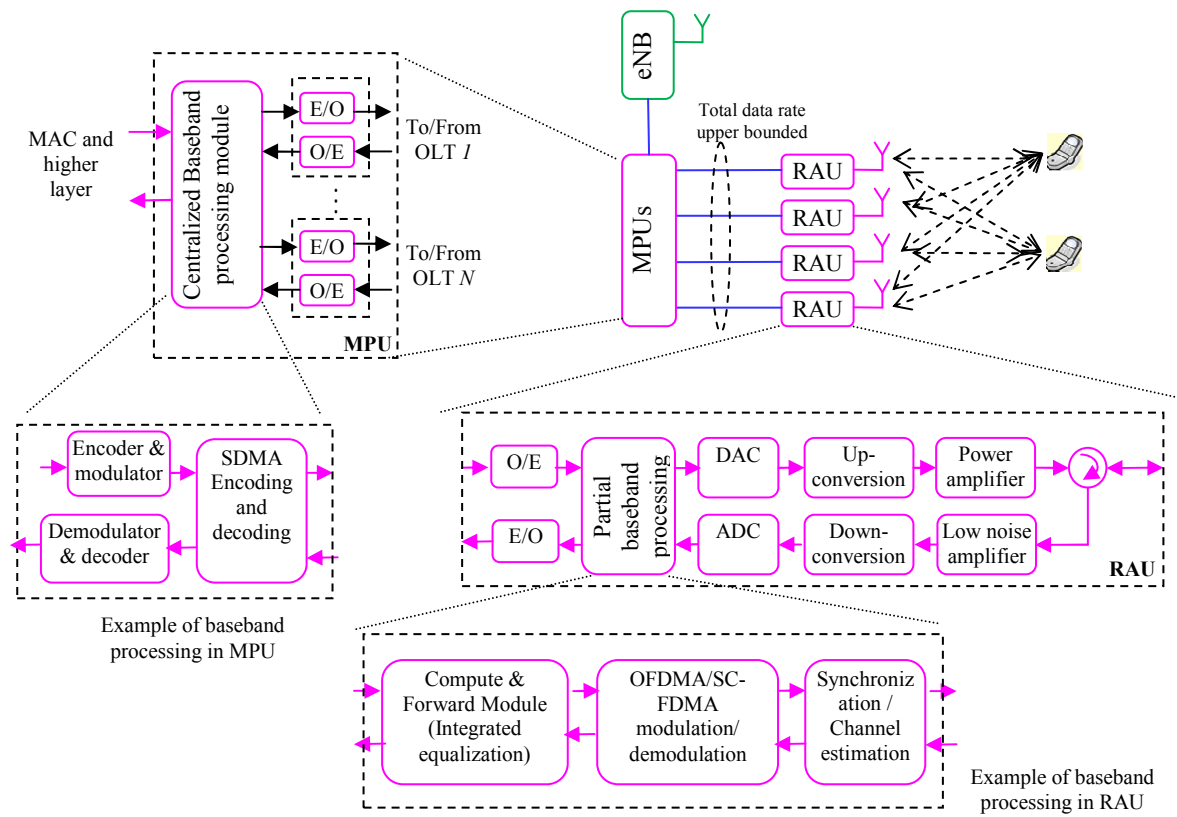 MAC and
higher
layer
Centralized Baseband
processing module
E/O
O/E
To/From
OLT 1
E/O
O/E
To/From
OLT N
MPU
eNB
Total data rate
upper bounded
MPUs
RAU
RAU
RAU
RAU
Encoder &
modulator
Demodulator
& decoder
SDMA
Encoding
and
decoding
Example of baseband
processing in MPU
O/E
E/O
Partial
baseband
processing
DAC
ADC
Up-
conversion
Down-
conversion
Power
amplifier
Low noise
amplifier
RAU
Compute &
Forward Module
(Integrated
equalization)
OFDMA/SC-
FDMA
modulation/
demodulation
Synchroniz
ation /
Channel
estimation
Example of baseband
processing in RAU